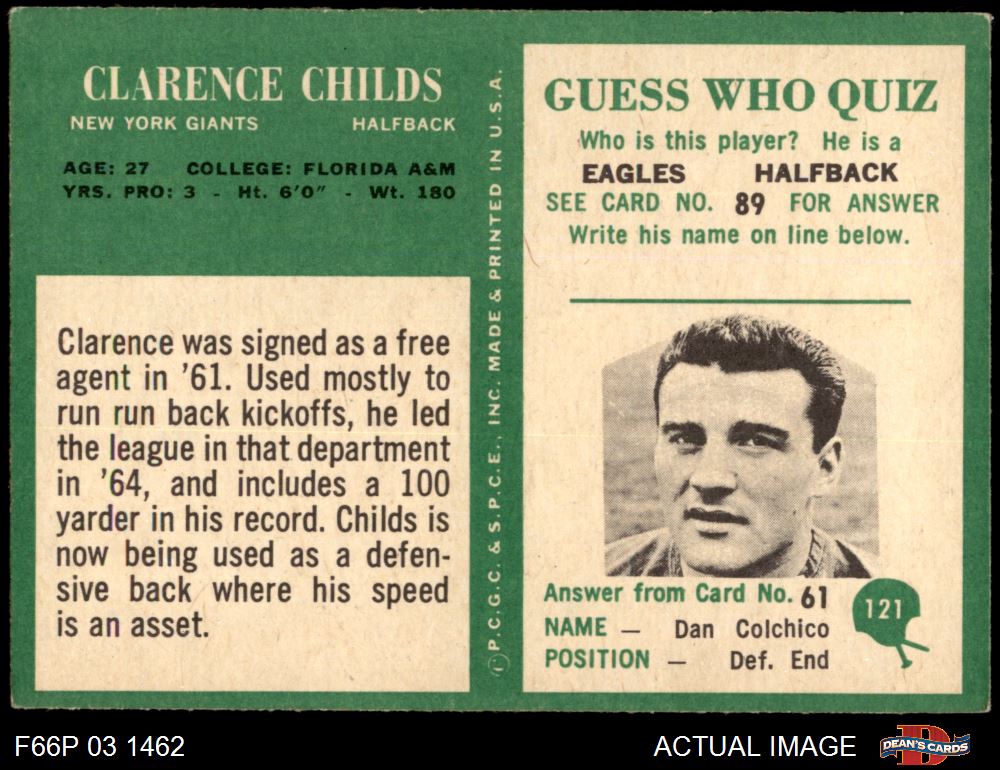 CLARENCE CHILDS
NEW YORK GIANTS HALFBACK
AGE: 27 COLLEGE: FLORIDA A&M
YRS. PRO: 3 - Ht. 6'0" - Wt. 180
Clarence was signed as a free
agent in '61. Used mostly to
run run back kickoffs, he led
the league in that department
in '64, and includes a 100
yarder in his record. Childs is
now being used as a defen-
sive back where his speed
is an asset.
Ⓒ P.C.G.C. & S.P.C.E., INC. MADE & PRINTED IN U.S.A.
GUESS WHO QUIZ
Who is this player? He is a
EAGLES HALFBACK
SEE CARD NO. 89 FOR ANSWER
Write his name on line below.
Answer from Card No. 61
NAME — Dan Colchico
POSITION — Def. End
121
F66P 03 1462
ACTUAL IMAGE
D
DEAN'S CARDS